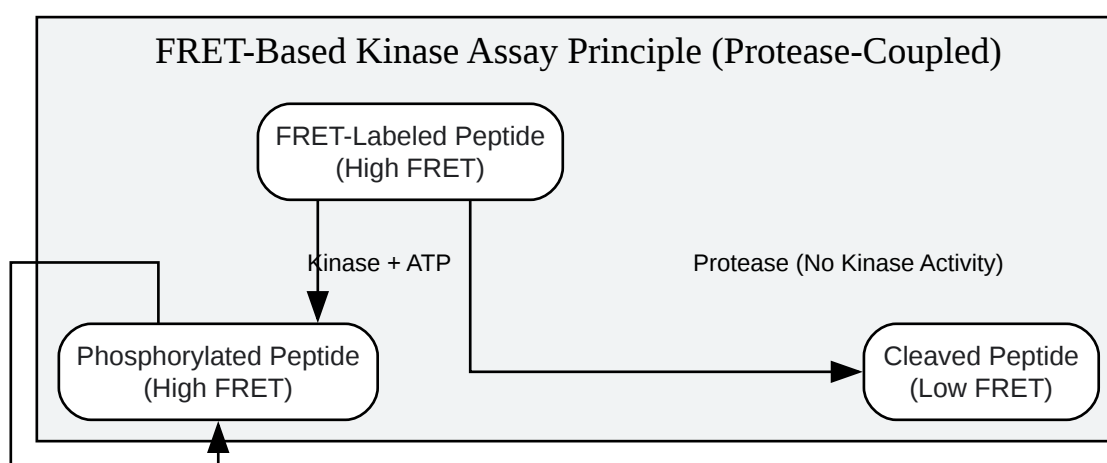 FRET-Based Kinase Assay Principle (Protease-Coupled)
FRET-Labeled Peptide
(High FRET)
Kinase + ATP
Protease (No Kinase Activity)
Phosphorylated Peptide
(High FRET)
Cleaved Peptide
(Low FRET)